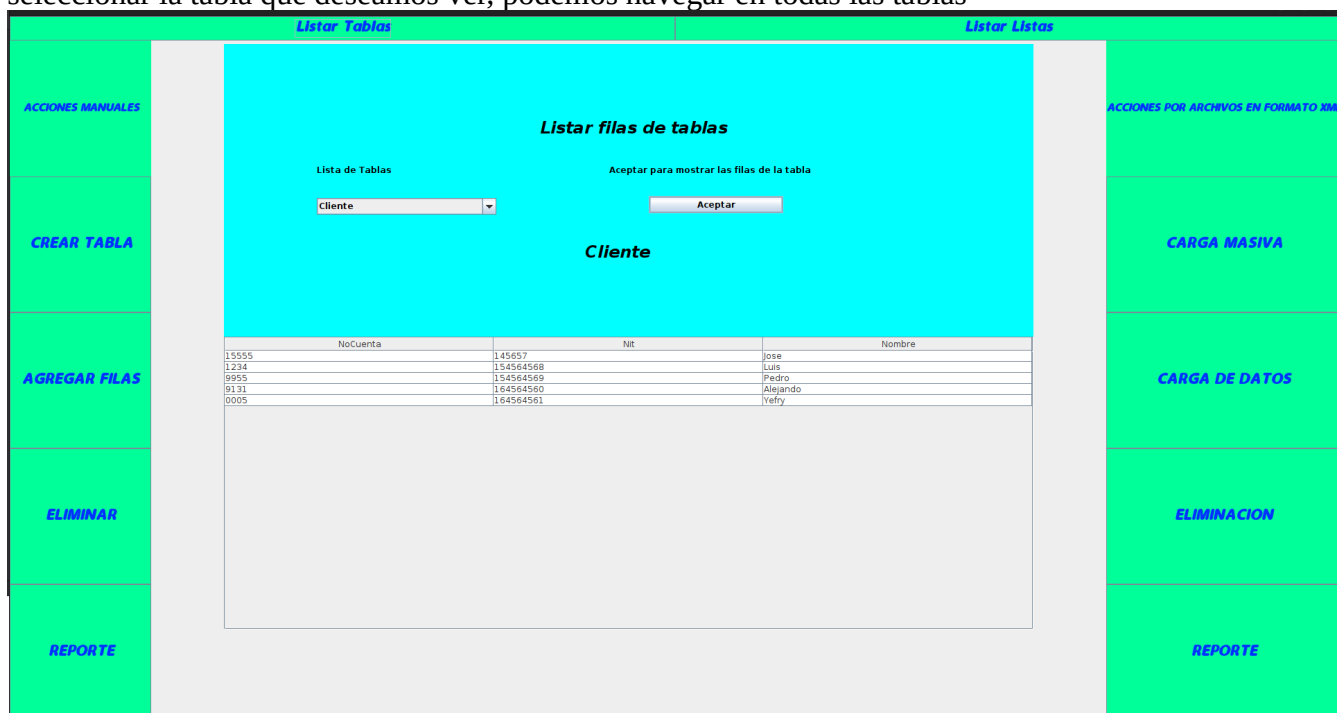 seleccionar la tabla que deseamos ver, podemos navegar en todas las tablas
Listar Tablas
Listar Listas
ACCIONES MANUALES
ACCIONES POR ARCHIVOS EN FORMATO XM
Listar filas de tablas
Lista de Tablas
Aceptar para mostrar las filas de la tabla
Cliente
Aceptar
CREAR TABLA
Cliente
CARGA MASIVA
NoCuenta Nit Nombre
15555 145657 Jose
1234 154564568 Luis
9955 154564569 Pedro
9131 164564560 Alejando
0005 164564561 Yefry
AGREGAR FILAS
CARGA DE DATOS
ELIMINAR
ELIMINACION
REPORTE
REPORTE